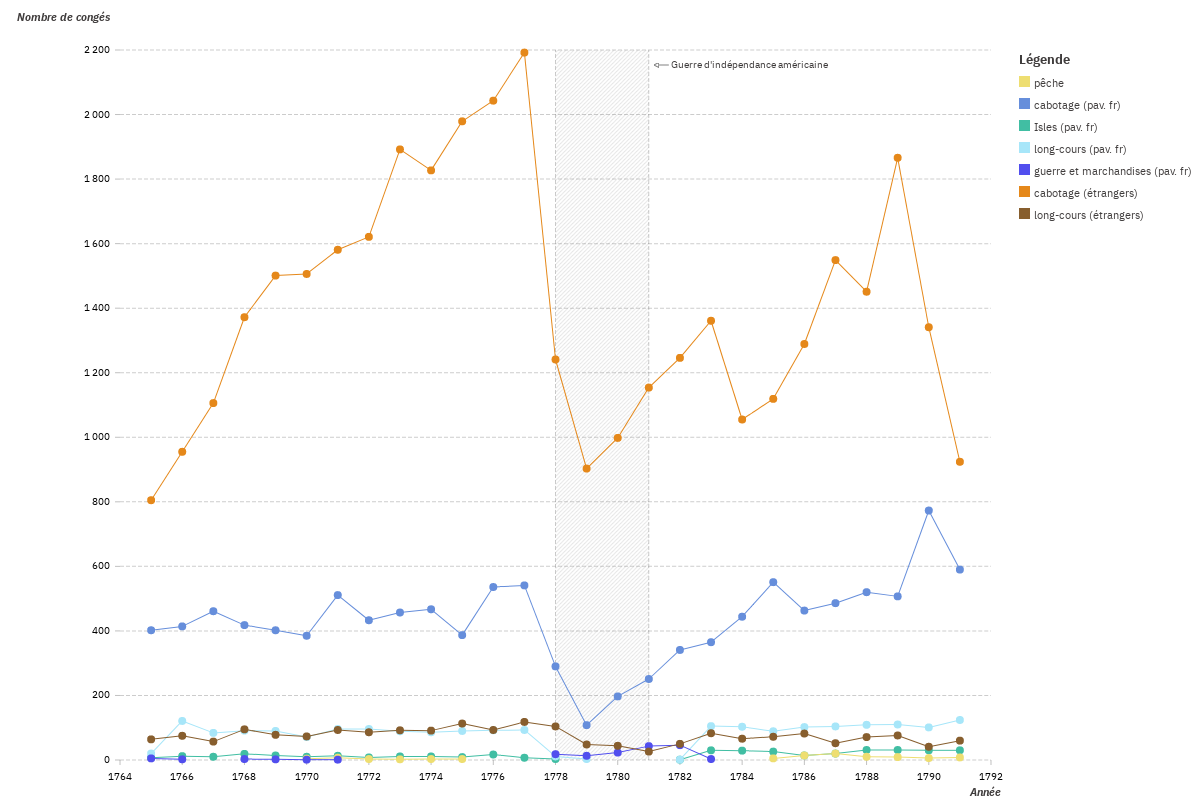 Nombre de congés
2 200
2 000
1 800
1 600
1 400
1 200
1 000
800
600
400
200
0
Guerre d'indépendance américaine
1764
1766
1768
1770
1772
1774
1776
1778
1780
1782
1784
1786
1788
1790
1792
Année
Légende
pêche
cabotage (pav. fr)
Isles (pav. fr)
long-cours (pav. fr)
guerre et marchandises (pav. fr)
cabotage (étrangers)
long-cours (étrangers)